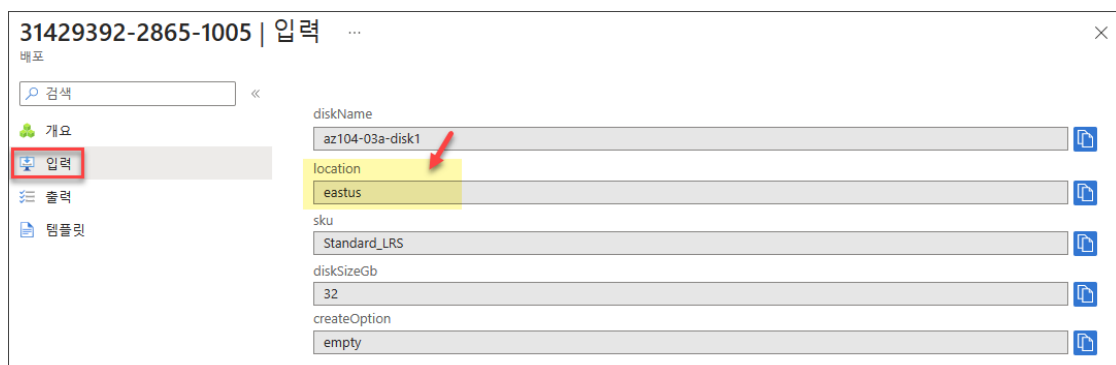 31429392-2865-1005 | 입력 ...
배포
검색 «
개요
입력
출력
템플릿
diskName
az104-03a-disk1
location
eastus
sku
Standard_LRS
diskSizeGb
32
createOption
empty